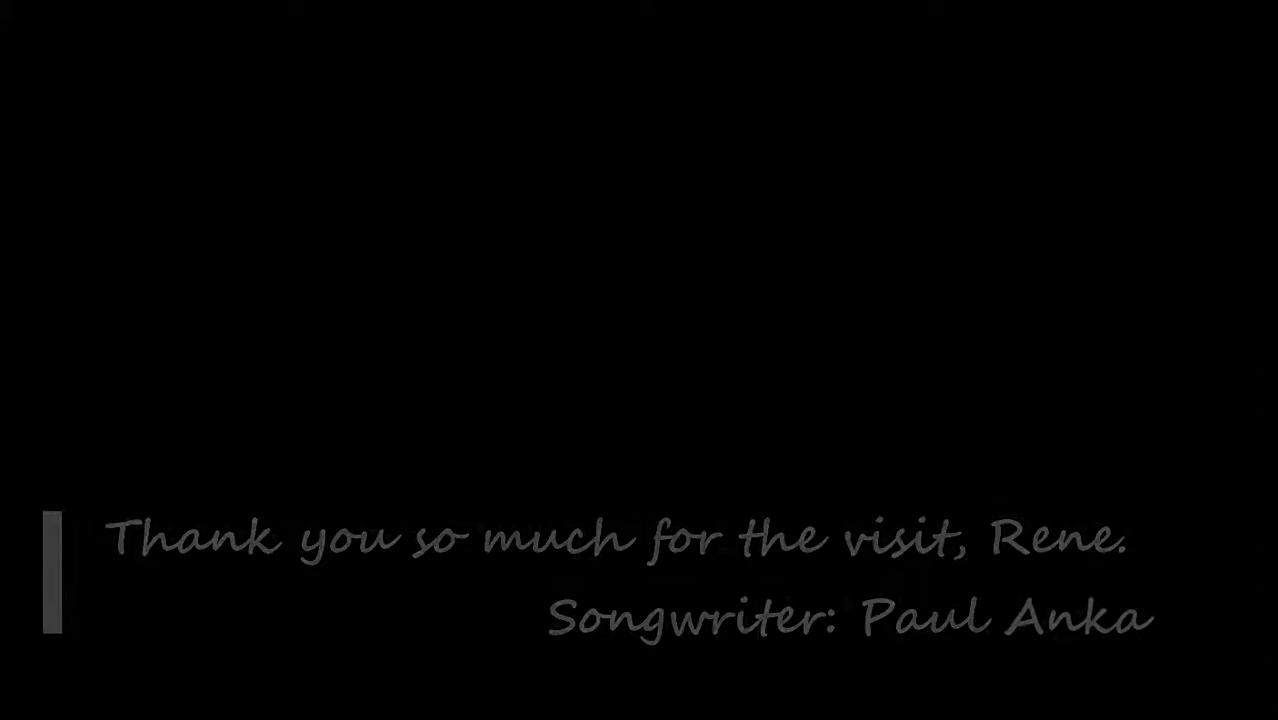 Thank you so much for the visit, Rene.
Songwriter: Paul Anka